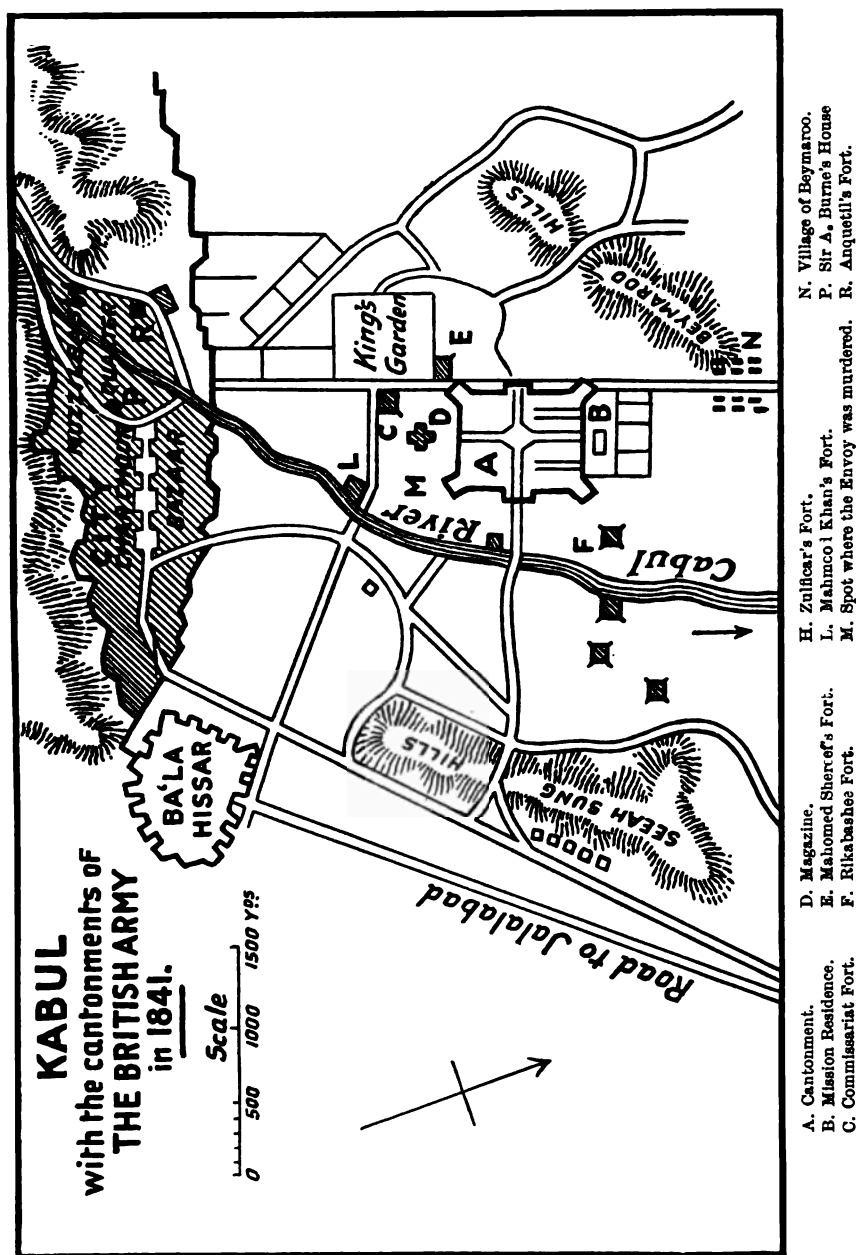 KABUL
with the cantonments of
THE BRITISH ARMY
in 1841.
Scale
0 500 1000 1500 Yds
BA'LA
HISSAR
CITY
BAZAAR
QUARTER
P
R
King's
Garden
HILLS
BEYMAROO
N
E
C
D
L
M
A
B
F
River
Cabul
HILLS
SEEAH SUNG
Road to Jalalabad
A. Cantonment.
B. Mission Residence.
C. Commissariat Fort.
D. Magazine.
E. Mahomed Shereef's Fort.
F. Rikabashee Fort.
H. Zulficar's Fort.
L. Mahmood Khan's Fort.
M. Spot where the Envoy was murdered.
N. Village of Beymaroo.
P. Sir A. Burne's House
R. Anquetil's Fort.